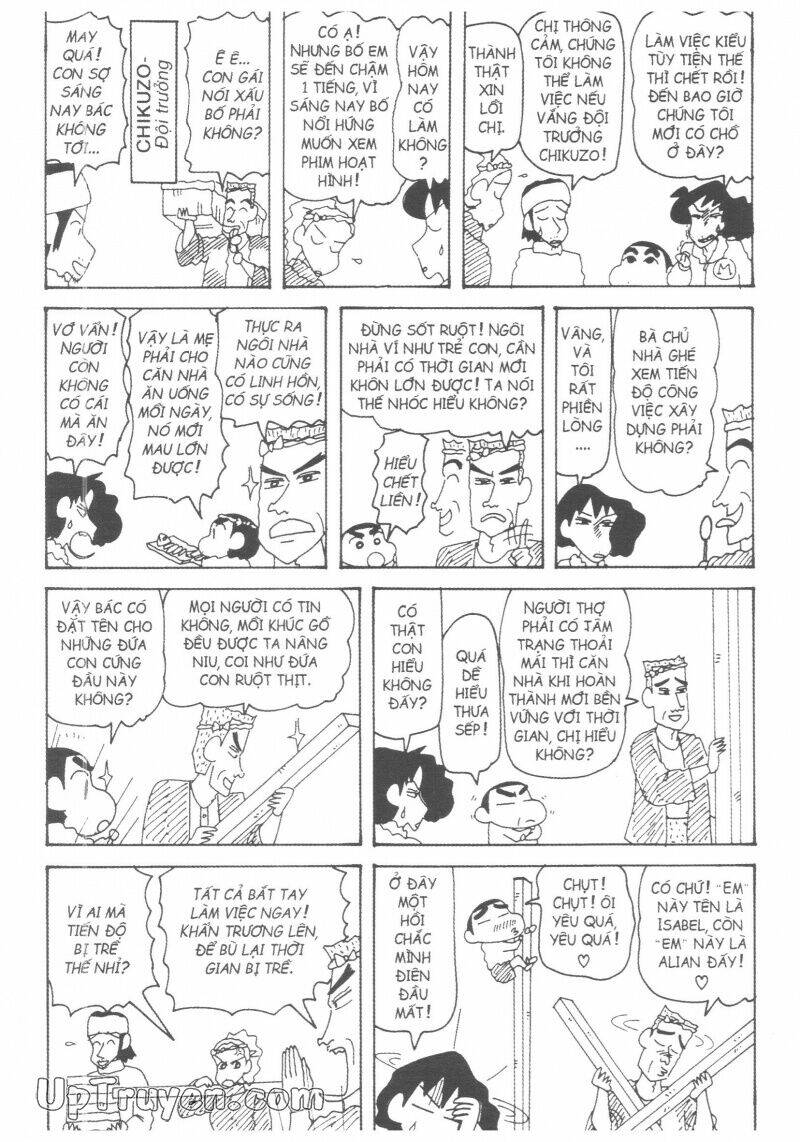 LÀM VIỆC KIỂU
TÙY TIỆN THẾ
THÌ CHẾT RỒI!
ĐẾN BAO GIỜ
CHÚNG TÔI
MỚI CÓ CHỖ
Ở ĐÂY?
CHỊ THÔNG
CẢM, CHÚNG
TÔI KHÔNG
THỂ LÀM
VIỆC NẾU
VẮNG ĐỘI
TRƯỞNG
CHIKUZO!
THÀNH
THẬT XIN
LỖI CHỊ.
M
VẬY
HÔM
NAY
CÓ
LÀM
KHÔNG
?
CÓ Ạ!
NHƯNG BỐ EM
SẼ ĐẾN CHẬM
1 TIẾNG, VÌ
SÁNG NAY BỐ
NỔI HỨNG
MUỐN XEM
PHIM HOẠT
HÌNH!
Ê Ê...
CON GÁI
NÓI XẤU
BỐ PHẢI
KHÔNG?
CHIKUZO-
Đội trưởng
MAY
QUÁ!
CON SỢ
SÁNG
NAY BÁC
KHÔNG
TỚI...
BÀ CHỦ
NHÀ GHÉ
XEM TIẾN
ĐỘ CÔNG
VIỆC XÂY
DỰNG PHẢI
KHÔNG?
VÂNG,
VÀ
TÔI
RẤT
PHIỀN
LÒNG
....
ĐỪNG SỐT RUỘT! NGÔI
NHÀ VÍ NHƯ TRẺ CON, CẦN
PHẢI CÓ THỜI GIAN MỚI
KHÔN LỚN ĐƯỢC! TA NÓI
THẾ NHÓC HIỂU KHÔNG?
HIỂU
CHẾT
LIỀN!
THỰC RA
NGÔI NHÀ
NÀO CŨNG
CÓ LINH HỒN,
CÓ SỰ SỐNG!
VẬY LÀ MẸ
PHẢI CHO
CĂN NHÀ
ĂN UỐNG
MỖI NGÀY,
NÓ MỚI
MAU LỚN
ĐƯỢC!
VỚ VẨN!
NGƯỜI
CÒN
KHÔNG
CÓ CÁI
MÀ ĂN
ĐÂY!
NGƯỜI THỢ
PHẢI CÓ TÂM
TRẠNG THOẢI
MÁI THÌ CĂN
NHÀ KHI HOÀN
THÀNH MỚI BỀN
VỮNG VỚI THỜI
GIAN, CHỊ HIỂU
KHÔNG?
QUÁ
DỄ
HIỂU
THƯA
SẾP!
CÓ
THẬT
CON
HIỂU
KHÔNG
ĐẤY?
MỌI NGƯỜI CÓ TIN
KHÔNG, MỖI KHÚC GỖ
ĐỀU ĐƯỢC TA NÂNG
NIU, COI NHƯ ĐỨA
CON RUỘT THỊT.
VẬY BÁC CÓ
ĐẶT TÊN CHO
NHỮNG ĐỨA
CON CỨNG
ĐẦU NÀY
KHÔNG?
CÓ CHỨ! "EM"
NÀY TÊN LÀ
ISABEL, CÒN
"EM" NÀY LÀ
ALIAN ĐẤY!
♡
CHỤT!
CHỤT! ÔI
YÊU QUÁ,
YÊU QUÁ!
♡
Ở ĐÂY
MỘT
HỒI
CHẮC
MÌNH
ĐIÊN
ĐẦU
MẤT!
TẤT CẢ BẮT TAY
LÀM VIỆC NGAY!
KHẨN TRƯƠNG LÊN,
ĐỂ BÙ LẠI THỜI
GIAN BỊ TRỄ.
VÌ AI MÀ
TIẾN ĐỘ
BỊ TRỄ
THẾ NHỈ?
UpTruyen.com